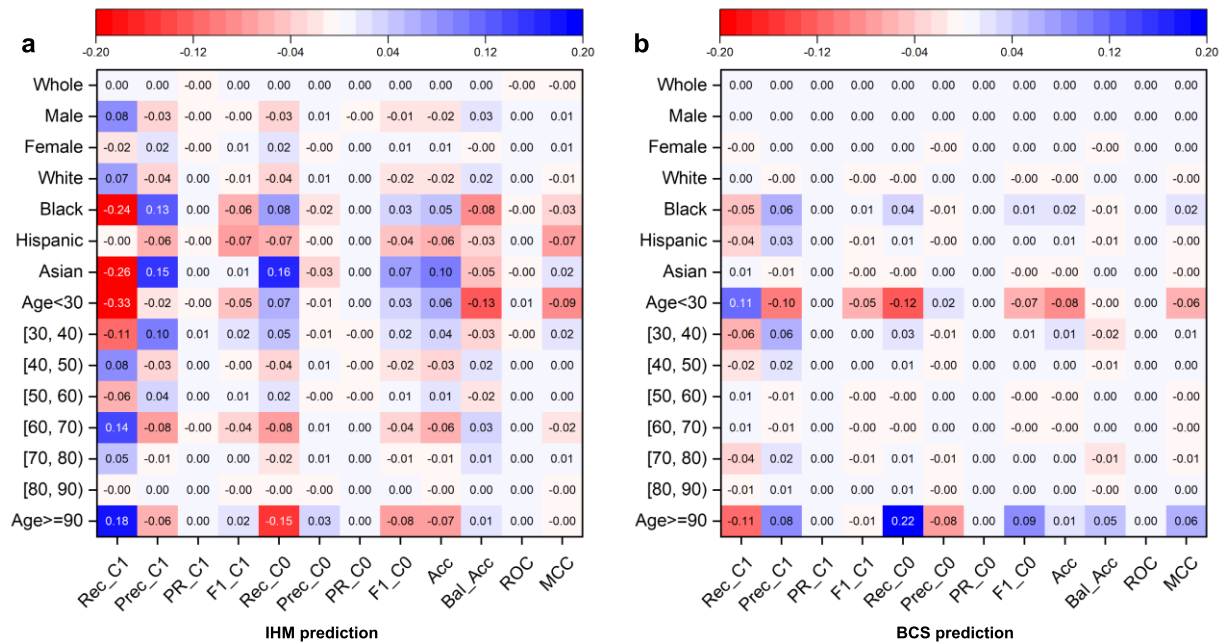 a
-0.20 -0.12 -0.04 0.04 0.12 0.20
Whole 0.00 0.00 -0.00 0.00 0.00 0.00 0.00 0.00 0.00 0.00 -0.00 -0.00
Male 0.08 -0.03 -0.00 -0.00 -0.03 0.01 -0.00 -0.01 -0.02 0.03 0.00 0.01
Female -0.02 0.02 -0.00 0.01 0.02 -0.00 0.00 0.01 0.01 -0.00 0.00 0.01
White 0.07 -0.04 0.00 -0.01 -0.04 0.01 0.00 -0.02 -0.02 0.02 0.00 -0.01
Black -0.24 0.13 0.00 -0.06 0.08 -0.02 0.00 0.03 0.05 -0.08 -0.00 -0.03
Hispanic -0.00 -0.06 -0.00 -0.07 -0.07 -0.00 0.00 -0.04 -0.06 -0.03 0.00 -0.07
Asian -0.26 0.15 0.00 0.01 0.16 -0.03 0.00 0.07 0.10 -0.05 -0.00 0.02
Age<30 -0.33 -0.02 -0.00 -0.05 0.07 -0.01 0.00 0.03 0.06 -0.13 0.01 -0.09
[30, 40) -0.11 0.10 0.01 0.02 0.05 -0.01 -0.00 0.02 0.04 -0.03 -0.00 0.02
[40, 50) 0.08 -0.03 0.00 -0.00 -0.04 0.01 -0.00 -0.02 -0.03 0.02 0.00 0.00
[50, 60) -0.06 0.04 0.00 0.01 0.02 -0.00 -0.00 0.01 0.01 -0.02 0.00 0.00
[60, 70) 0.14 -0.08 -0.00 -0.04 -0.08 0.01 0.00 -0.04 -0.06 0.03 0.00 -0.02
[70, 80) 0.05 -0.01 0.00 0.00 -0.02 0.01 0.00 -0.01 -0.01 0.01 0.00 0.01
[80, 90) -0.00 0.00 0.00 -0.00 -0.00 -0.00 0.00 0.00 -0.00 0.00 0.00 -0.00
Age>=90 0.18 -0.06 0.00 0.02 -0.15 0.03 0.00 -0.08 -0.07 0.01 0.00 -0.00
Rec_C1 Prec_C1 PR_C1 F1_C1 Rec_C0 Prec_C0 PR_C0 F1_C0 Acc Bal_Acc ROC MCC
IHM prediction
b
-0.20 -0.12 -0.04 0.04 0.12 0.20
Whole 0.00 0.00 0.00 0.00 0.00 0.00 0.00 0.00 0.00 0.00 0.00 0.00
Male 0.00 0.00 0.00 0.00 0.00 0.00 0.00 0.00 0.00 0.00 0.00 0.00
Female -0.00 0.00 0.00 0.00 0.00 -0.00 0.00 0.00 0.00 -0.00 0.00 0.00
White 0.00 -0.00 0.00 -0.00 -0.00 0.00 0.00 -0.00 -0.00 0.00 0.00 -0.00
Black -0.05 0.06 0.00 0.01 0.04 -0.01 0.00 0.01 0.02 -0.01 0.00 0.02
Hispanic -0.04 0.03 0.00 -0.01 0.01 -0.00 0.00 0.00 0.01 -0.01 0.00 -0.00
Asian 0.01 -0.01 0.00 -0.00 -0.00 0.00 0.00 -0.00 -0.00 0.00 0.00 0.00
Age<30 0.11 -0.10 0.00 -0.05 -0.12 0.02 0.00 -0.07 -0.08 -0.00 0.00 -0.06
[30, 40) -0.06 0.06 0.00 -0.00 0.03 -0.01 0.00 0.01 0.01 -0.02 0.00 0.01
[40, 50) -0.02 0.02 0.00 -0.00 0.01 -0.00 0.00 0.00 0.00 -0.01 0.00 0.00
[50, 60) 0.01 -0.01 0.00 -0.00 -0.00 0.00 0.00 -0.00 -0.00 0.00 0.00 -0.00
[60, 70) 0.01 -0.01 0.00 -0.00 -0.00 0.00 0.00 -0.00 -0.00 0.00 0.00 0.00
[70, 80) -0.04 0.02 0.00 -0.01 0.01 -0.00 0.00 0.00 0.00 -0.01 0.00 -0.01
[80, 90) -0.01 0.01 0.00 -0.00 0.01 -0.00 0.00 0.00 0.00 0.00 0.00 0.00
Age>=90 -0.11 0.08 0.00 -0.01 0.22 -0.08 0.00 0.09 0.01 0.05 0.00 0.06
Rec_C1 Prec_C1 PR_C1 F1_C1 Rec_C0 Prec_C0 PR_C0 F1_C0 Acc Bal_Acc ROC MCC
BCS prediction